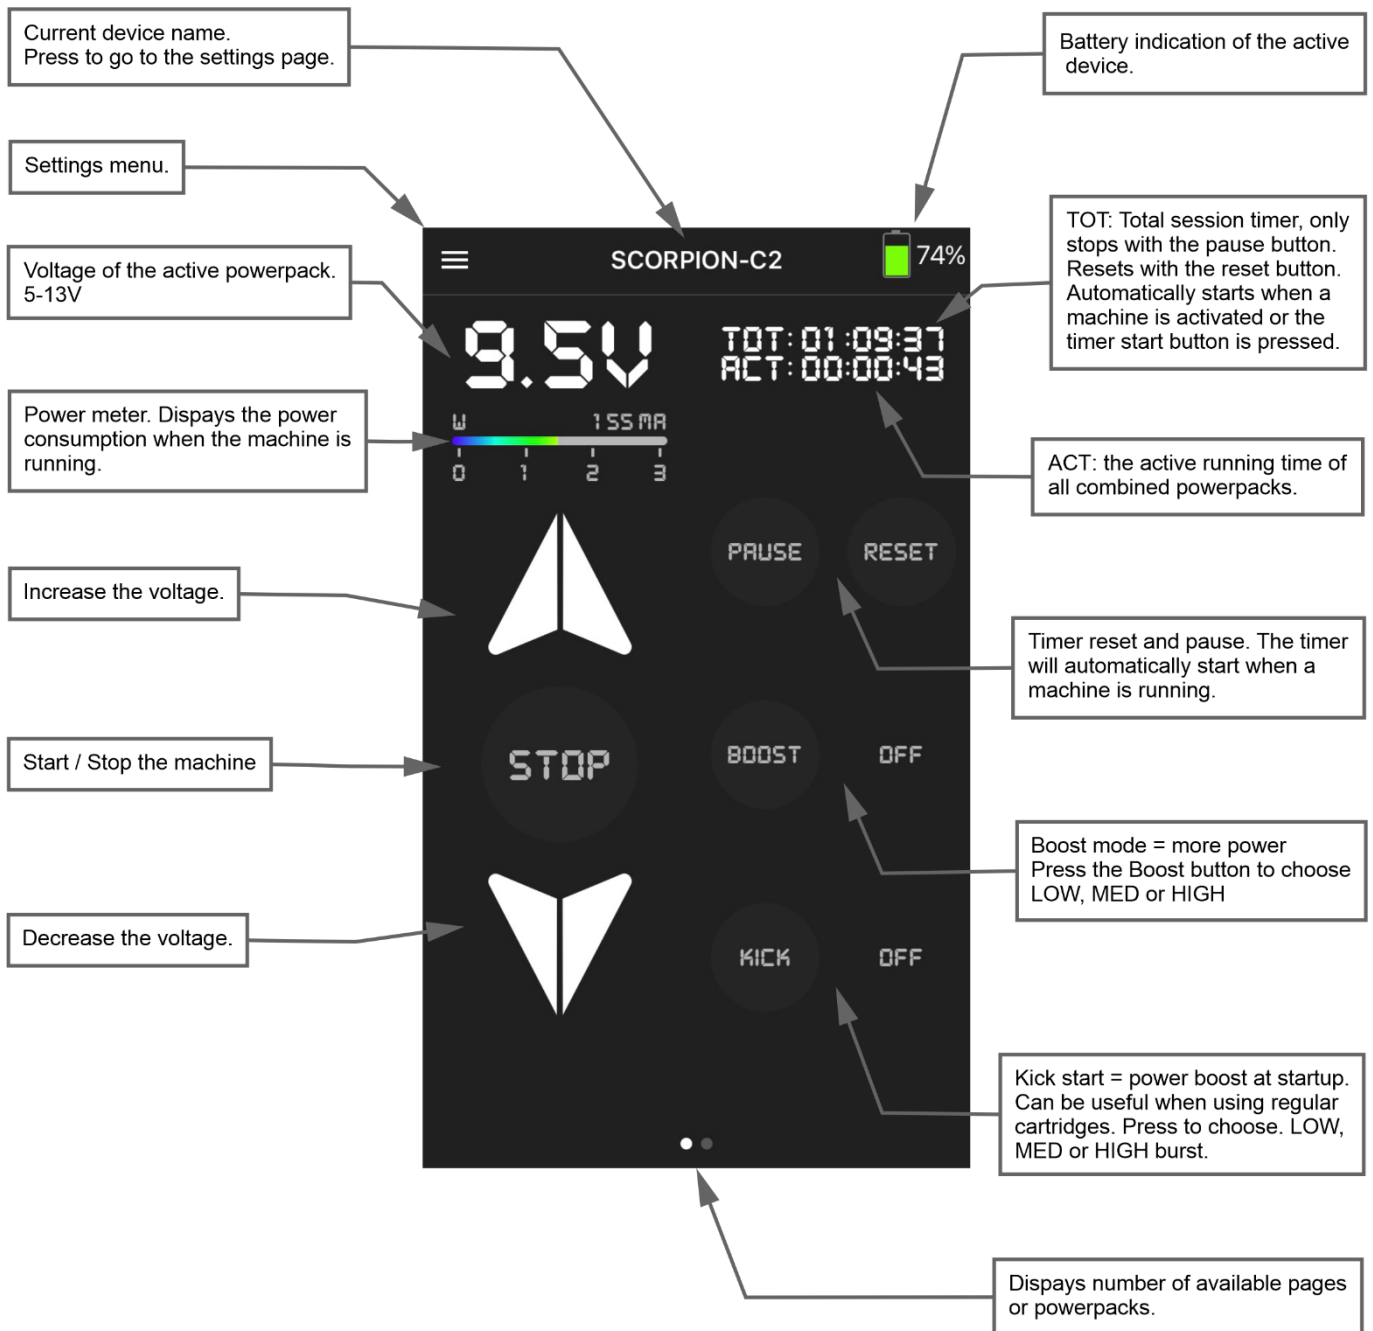 Current device name.
Press to go to the settings page.
Battery indication of the active
device.
Settings menu.
TOT: Total session timer, only
stops with the pause button.
Resets with the reset button.
Automatically starts when a
machine is activated or the
timer start button is pressed.
Voltage of the active powerpack.
5-13V
SCORPION-C2
74%
9.5V
TOT:01:09:37
ACT:00:00:43
Power meter. Dispays the power
consumption when the machine is
running.
W 155 MA
0 1 2 3
ACT: the active running time of
all combined powerpacks.
PAUSE RESET
Increase the voltage.
Timer reset and pause. The timer
will automatically start when a
machine is running.
Start / Stop the machine
STOP
BOOST OFF
Boost mode = more power
Press the Boost button to choose
LOW, MED or HIGH
Decrease the voltage.
KICK OFF
Kick start = power boost at startup.
Can be useful when using regular
cartridges. Press to choose. LOW,
MED or HIGH burst.
Dispays number of available pages
or powerpacks.